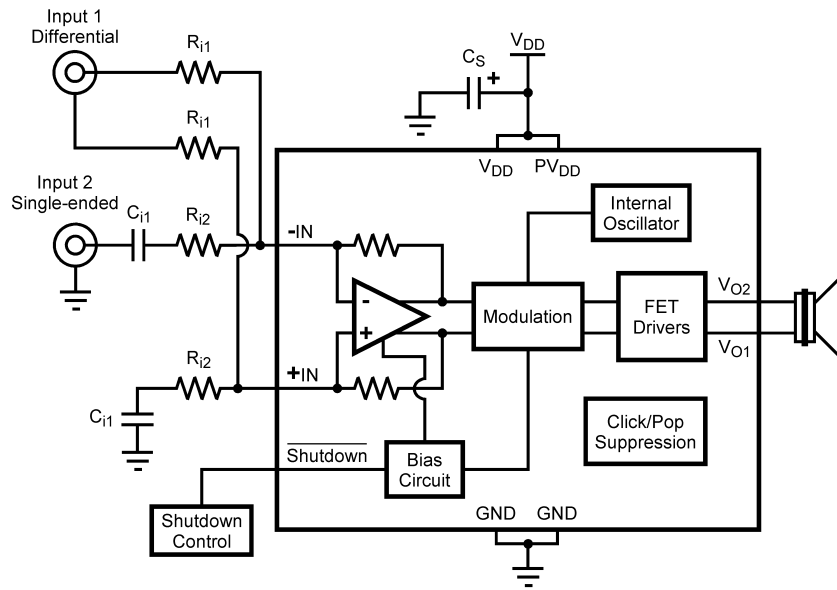 Input 1
Differential
R_i1
R_i1
Input 2
Single-ended
C_i1
R_i2
R_i2
C_i1
C_S
+
V_DD
V_DD
PV_DD
-IN
+IN
-
+
Internal
Oscillator
Modulation
FET
Drivers
V_O2
V_O1
Click/Pop
Suppression
Shutdown
Bias
Circuit
Shutdown
Control
GND
GND